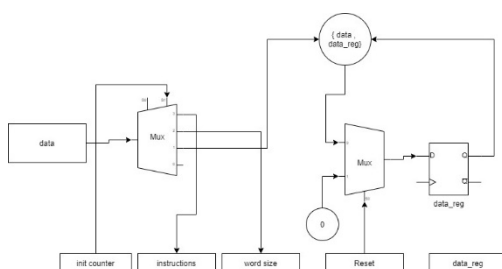 { data ,
data_reg}
data
Mux
Mux
D
Q
data_reg
0
init counter
instructions
word size
Reset
data_reg